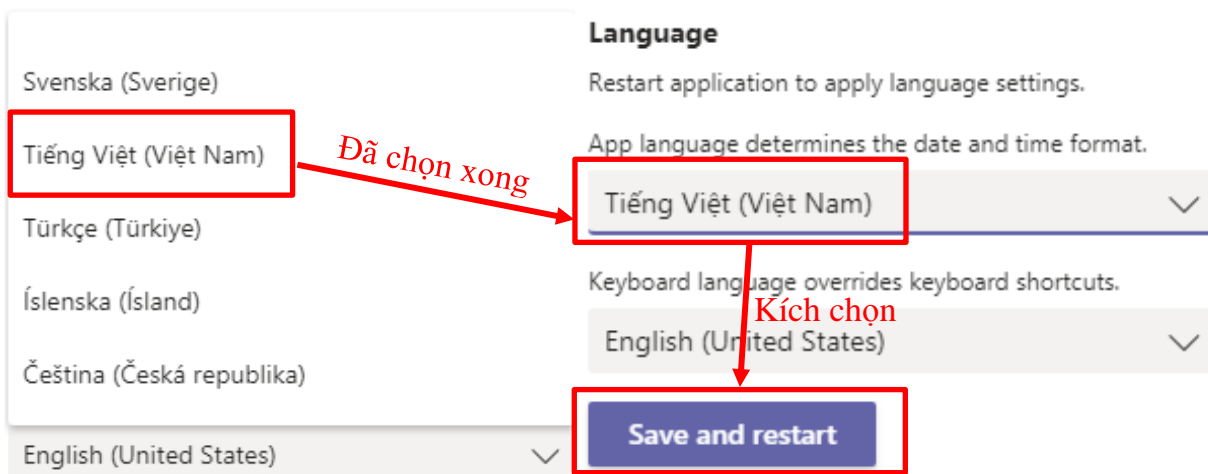 Svenska (Sverige)
Tiếng Việt (Việt Nam)
Türkçe (Türkiye)
Íslenska (Ísland)
Čeština (Česká republika)
English (United States)
Đã chọn xong
Language
Restart application to apply language settings.
App language determines the date and time format.
Tiếng Việt (Việt Nam)
Keyboard language overrides keyboard shortcuts.
Kích chọn
English (United States)
Save and restart